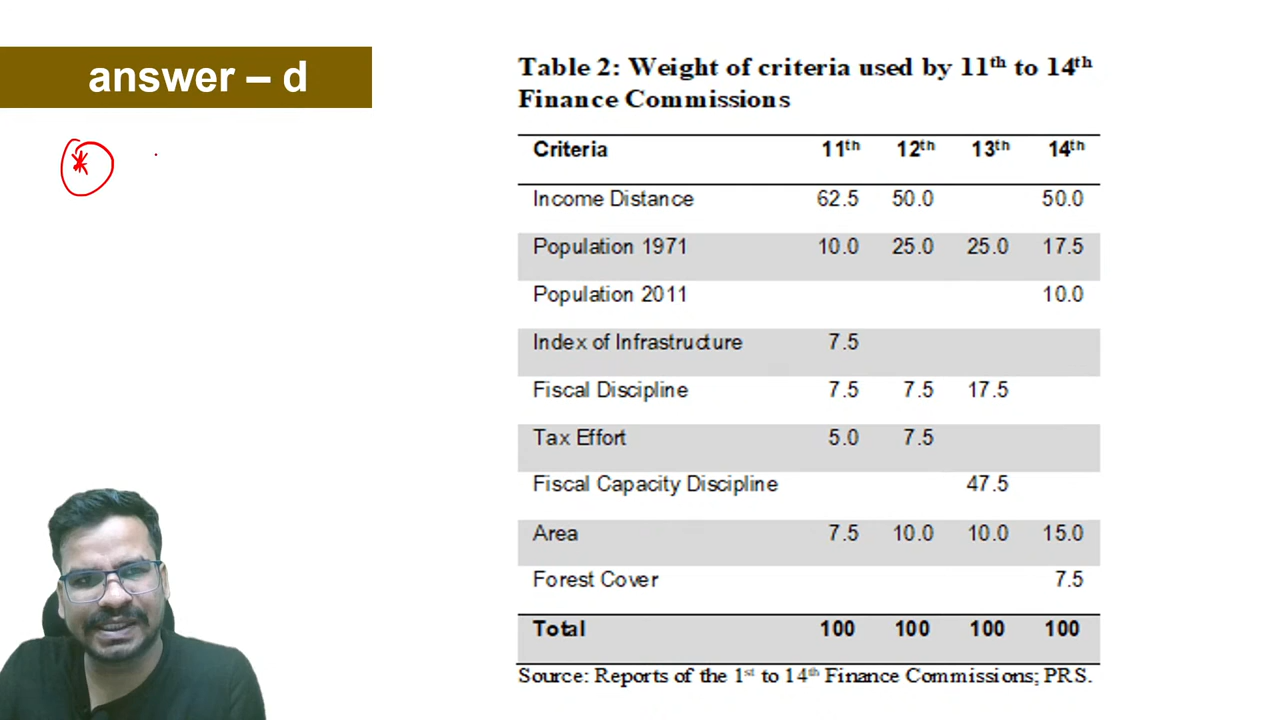 answer – d
Table 2: Weight of criteria used by 11th to 14th
Finance Commissions
Criteria 11th 12th 13th 14th
Income Distance 62.5 50.0 50.0
Population 1971 10.0 25.0 25.0 17.5
Population 2011 10.0
Index of Infrastructure 7.5
Fiscal Discipline 7.5 7.5 17.5
Tax Effort 5.0 7.5
Fiscal Capacity Discipline 47.5
Area 7.5 10.0 10.0 15.0
Forest Cover 7.5
Total 100 100 100 100
Source: Reports of the 1st to 14th Finance Commissions; PRS.